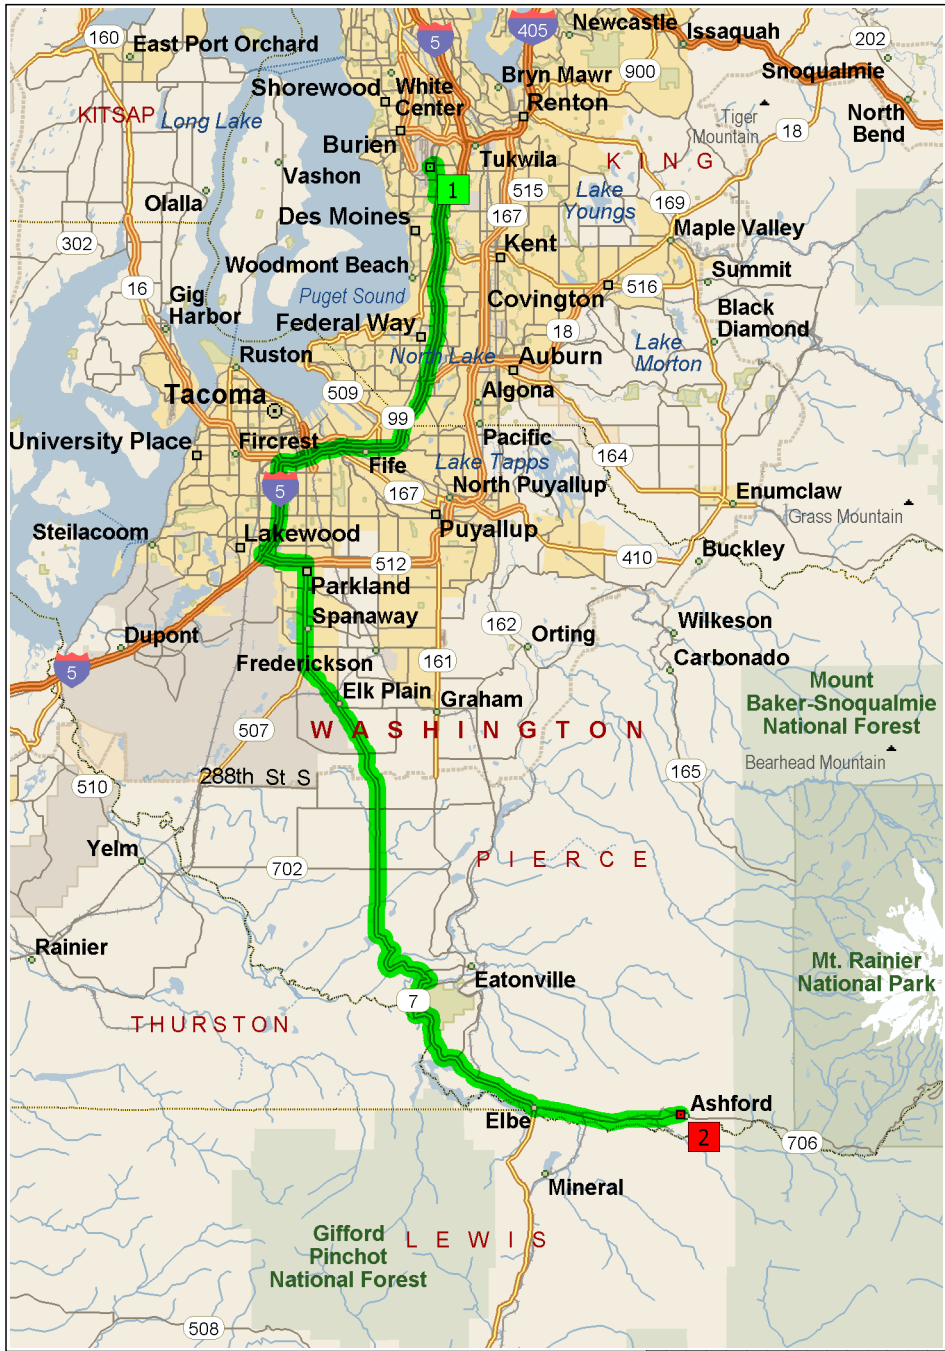 Newcastle
160
5
405
Issaquah
202
East Port Orchard
Snoqualmie
Bryn Mawr
900
Shorewood
White
Center
Renton
KITSAP
Long Lake
North
Bend
Tiger
Mountain
18
Burien
Tukwila
KING
Vashon
1
515
Lake
Youngs
Olalla
169
Des Moines
167
Maple Valley
302
Kent
Woodmont Beach
Summit
16
Gig
Harbor
Puget Sound
Covington
516
Black
Diamond
Federal Way
18
Lake
Morton
Ruston
North Lake
Auburn
Tacoma
509
Algona
99
University Place
Fircrest
Pacific
Fife
Lake Tapps
164
5
167
North Puyallup
Enumclaw
Grass Mountain
Steilacoom
Lakewood
Puyallup
410
Buckley
512
Parkland
Spanaway
162
Wilkeson
Dupont
Orting
5
Frederickson
161
Carbonado
Elk Plain
Graham
Mount
Baker-Snoqualmie
National Forest
507
WASHINGTON
Bearhead Mountain
510
288th St S
165
Yelm
702
PIERCE
Rainier
Mt. Rainier
National Park
Eatonville
7
THURSTON
Ashford
Elbe
2
706
Mineral
Gifford
Pinchot
National Forest
LEWIS
508